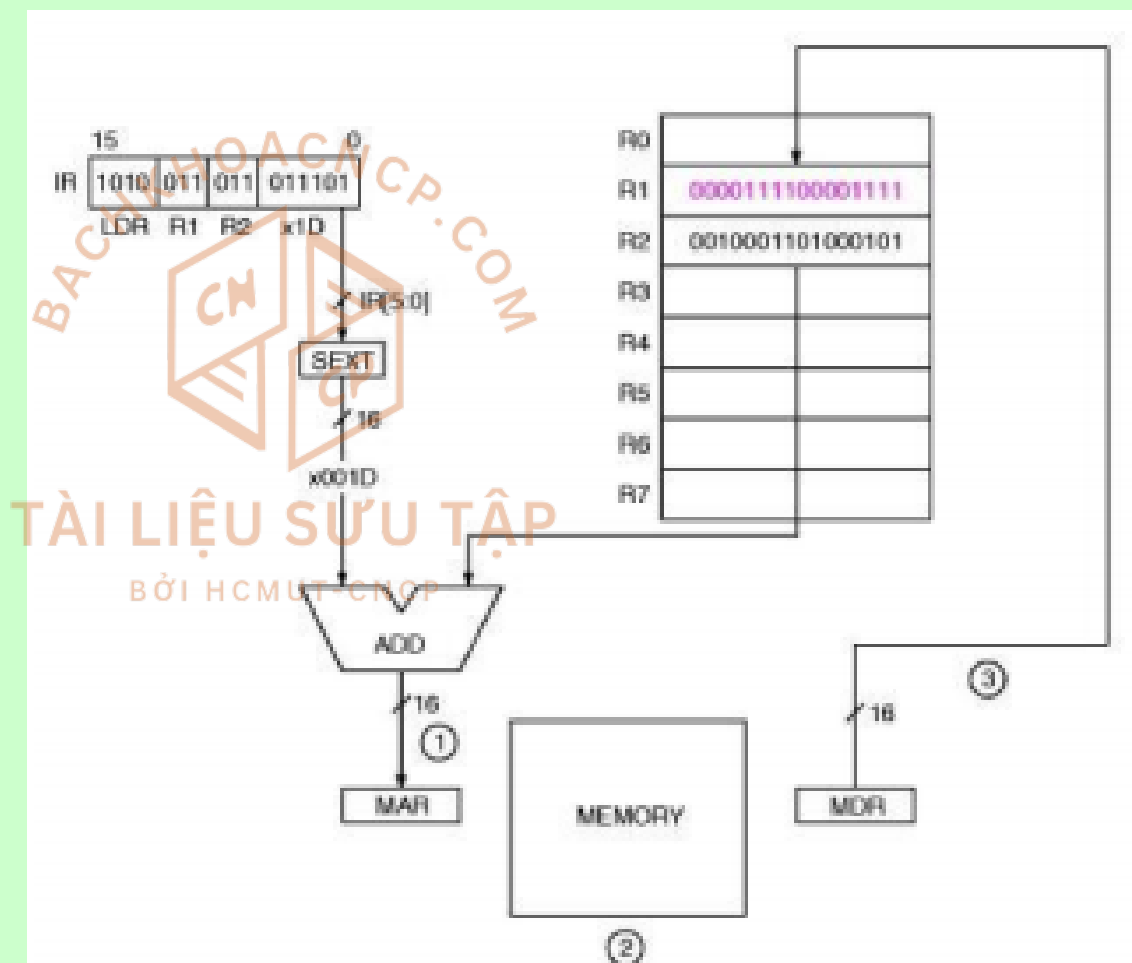 15 0
IR 1010 011 011 011101
LDR R1 R2 x1D
IR[5:0]
SEXT
16
x001D
ADD
16
1
MAR
MEMORY
2
R0
R1 0000111100001111
R2 0010001101000101
R3
R4
R5
R6
R7
3
16
MDR
BACHKHOACNCP.COM
CN
CP
TÀI LIỆU SƯU TẬP
BỞI HCMUT-CNCP